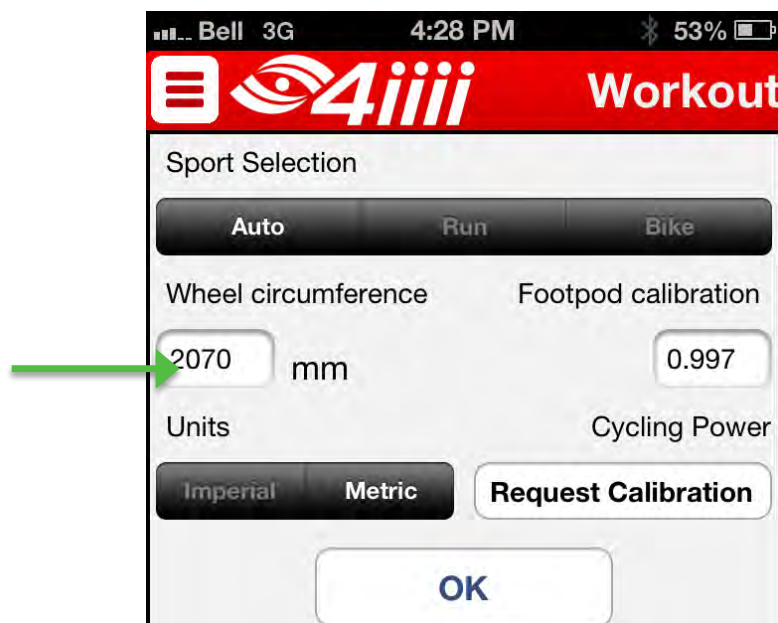 Bell 3G 4:28 PM 53%
4iiii Workout
Sport Selection
Auto Run Bike
Wheel circumference Footpod calibration
2070 mm 0.997
Units Cycling Power
Imperial Metric Request Calibration
OK